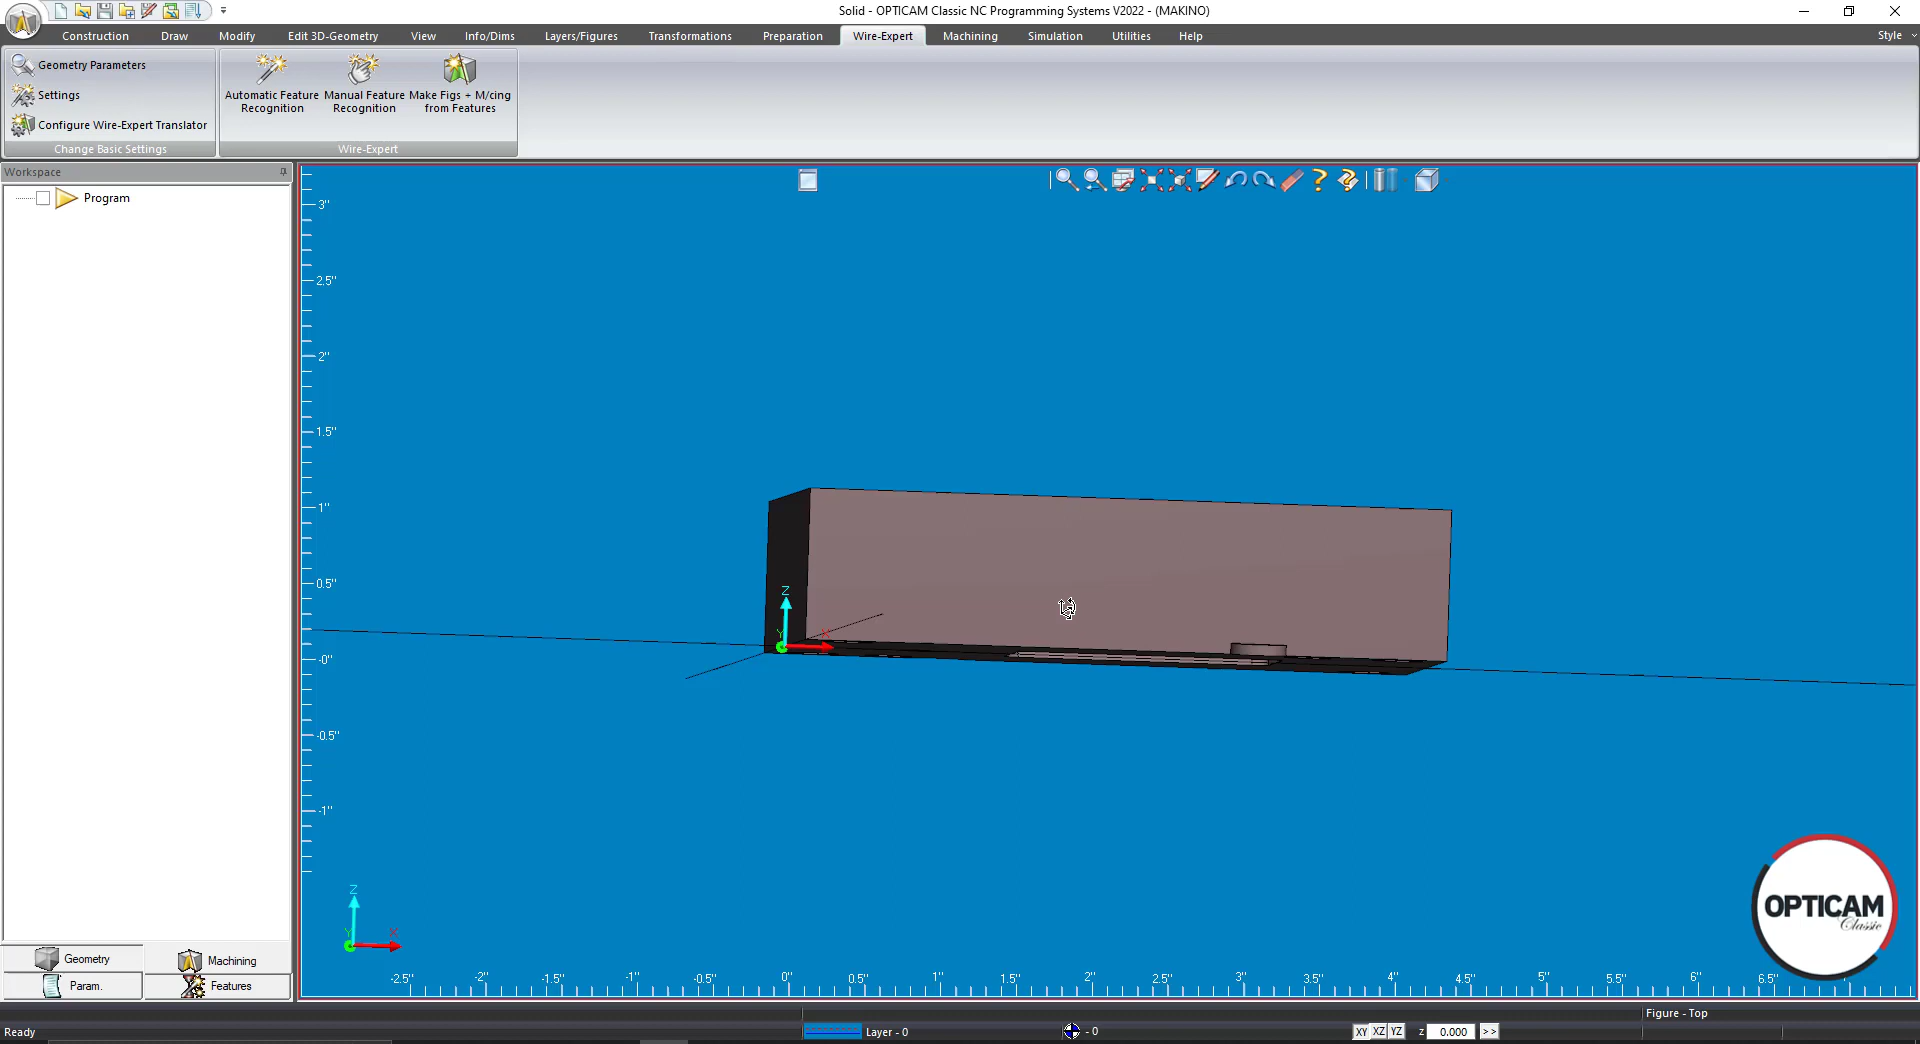 Solid - OPTICAM Classic NC Programming Systems V2022 - (MAKINO)
Construction Draw Modify Edit 3D-Geometry View Info/Dims Layers/Figures Transformations Preparation Wire-Expert Machining Simulation Utilities Help Style
Geometry Parameters
Settings
Configure Wire-Expert Translator
Change Basic Settings
Automatic Feature Recognition
Manual Feature Recognition
Make Figs + M/cing from Features
Wire-Expert
Workspace
Program
3"
2.5"
2"
1.5"
1"
0.5"
-0"
-0.5"
-1"
Z
Y X
Z
Y X
-2.5" -2" -1.5" -1" -0.5" 0" 0.5" 1" 1.5" 2" 2.5" 3" 3.5" 4" 4.5" 5" 5.5" 6" 6.5"
OPTICAM
Classic
Geometry Machining
Param. Features
Figure - Top
Ready Layer - 0 - 0 XY XZ YZ z 0.000 >>